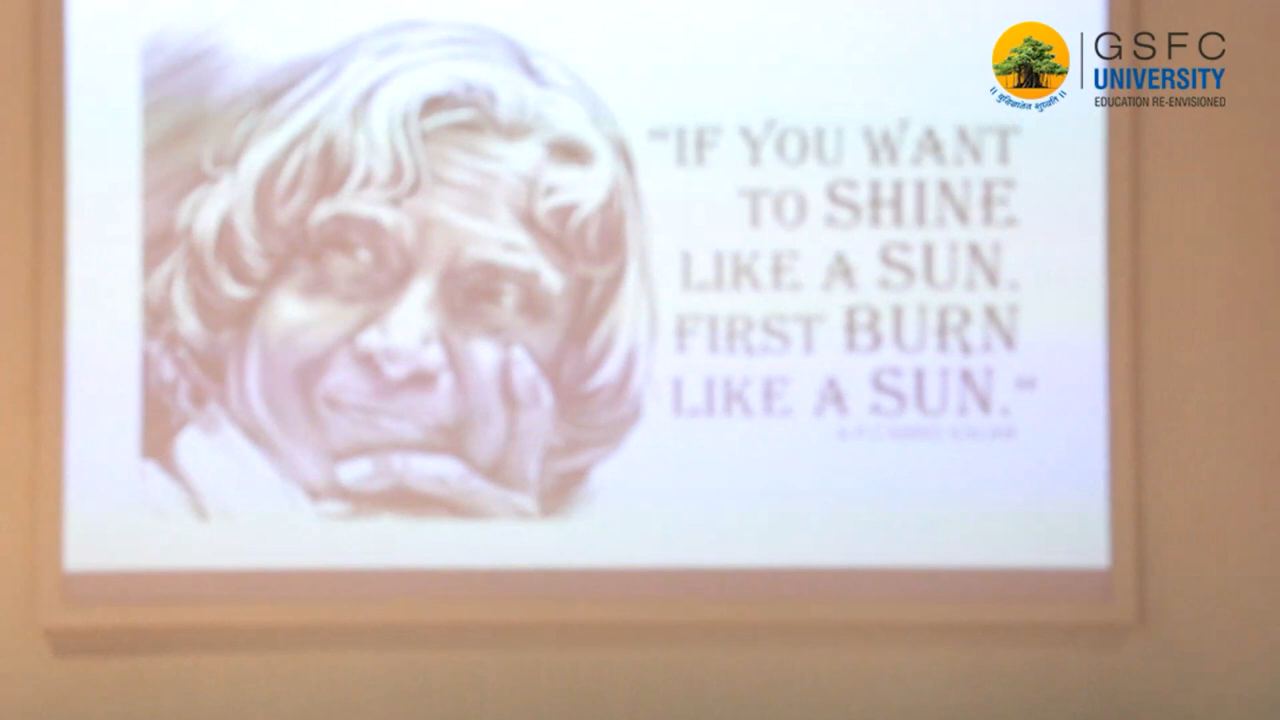 GSFC
UNIVERSITY
EDUCATION RE-ENVISIONED
"IF YOU WANT
TO SHINE
LIKE A SUN.
FIRST BURN
LIKE A SUN."